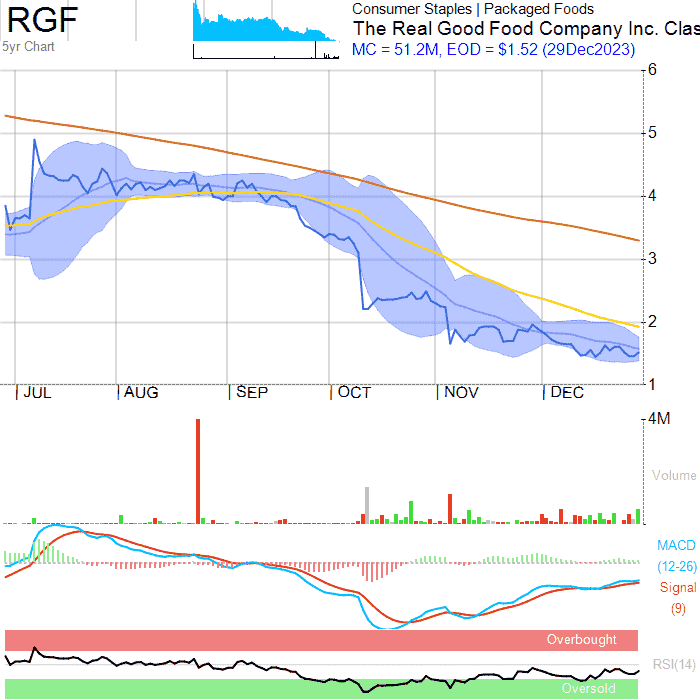 RGF
5yr Chart
Consumer Staples | Packaged Foods
The Real Good Food Company Inc. Clas
MC = 51.2M, EOD = $1.52 (29Dec2023)
6
5
4
3
2
1
JUL AUG SEP OCT NOV DEC
4M
Volume
MACD
(12-26)
Signal
(9)
Overbought
RSI(14)
Oversold